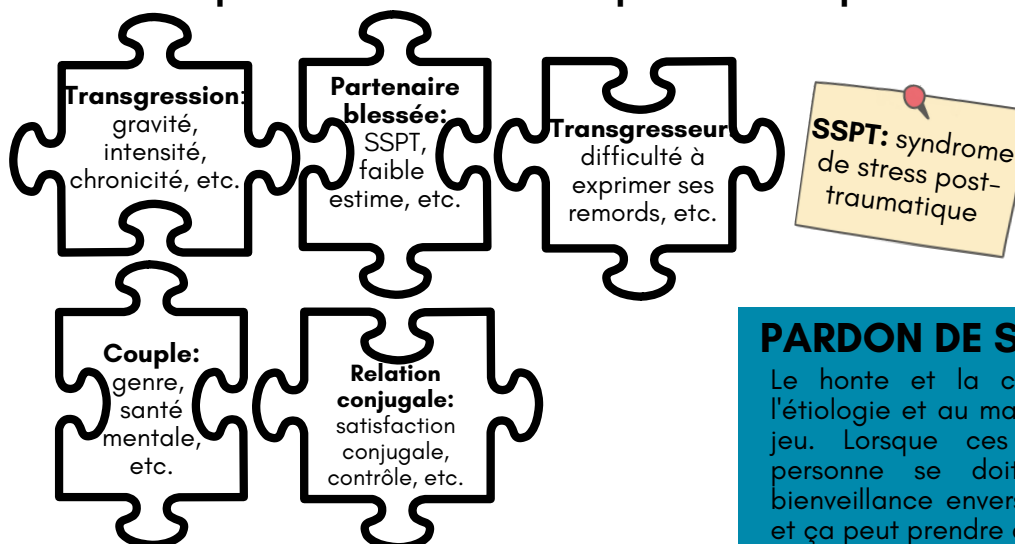 Transgression:
gravité,
intensité,
chronicité, etc.
Partenaire
blessée:
SSPT,
faible
estime, etc.
Transgresseur:
difficulté à
exprimer ses
remords, etc.
SSPT: syndrome
de stress post-
traumatique
Couple:
genre,
santé
mentale,
etc.
Relation
conjugale:
satisfaction
conjugale,
contrôle, etc.
PARDON DE
Le honte et la
l'étiologie et au
jeu. Lorsque ces
personne se doit
bienveillance
et ça peut prendre